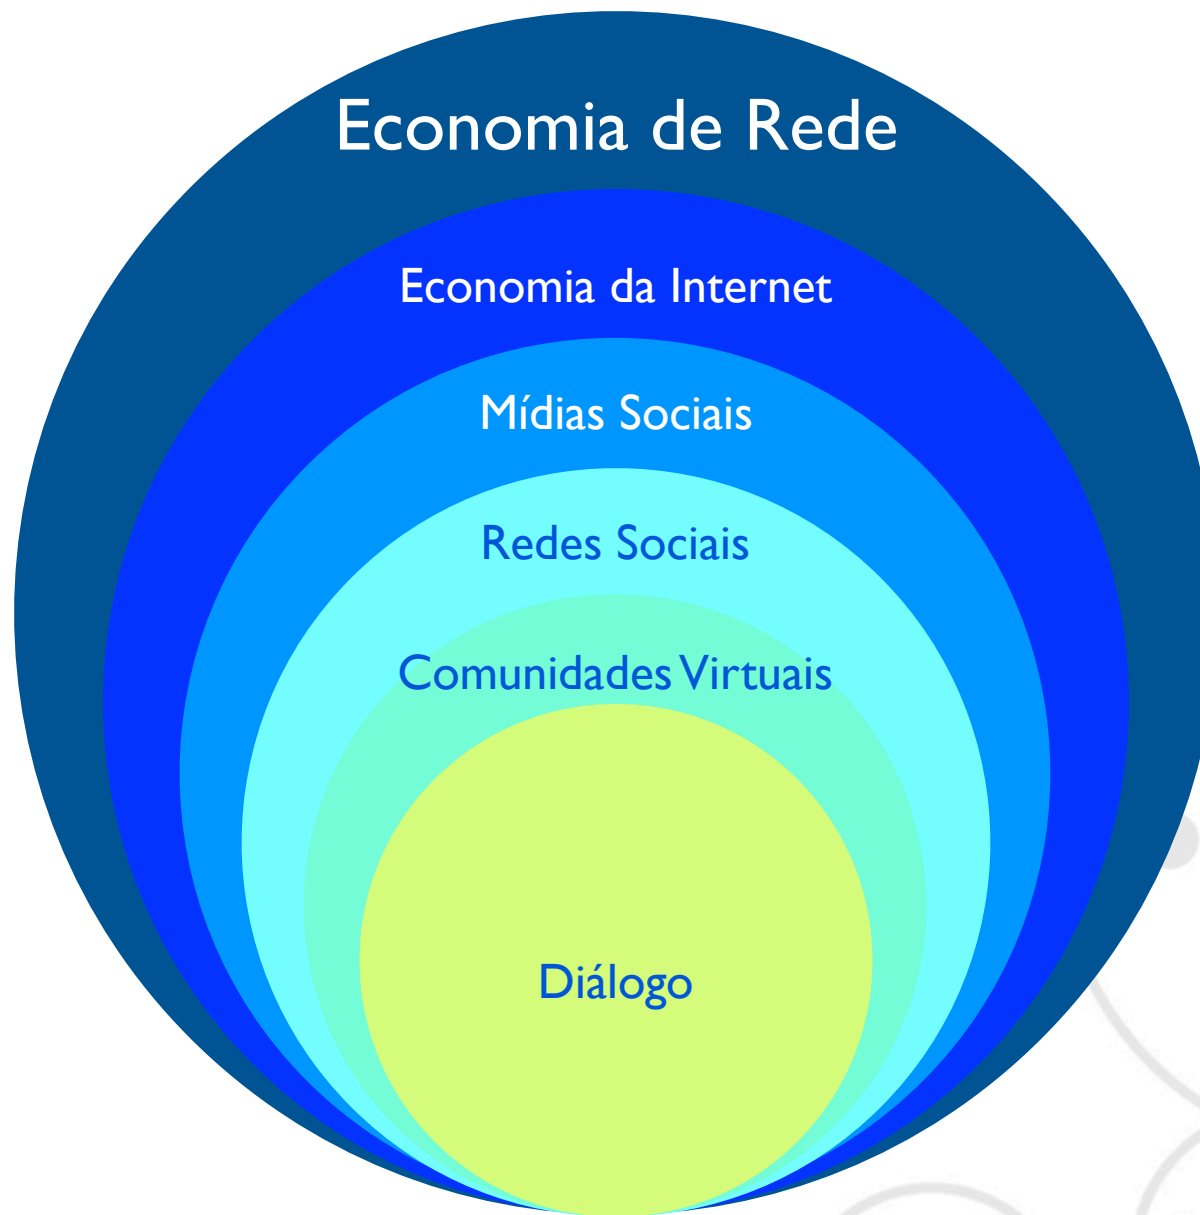 Economia de Rede
Economia da Internet
Mídias Sociais
Redes Sociais
Comunidades Virtuais
Diálogo